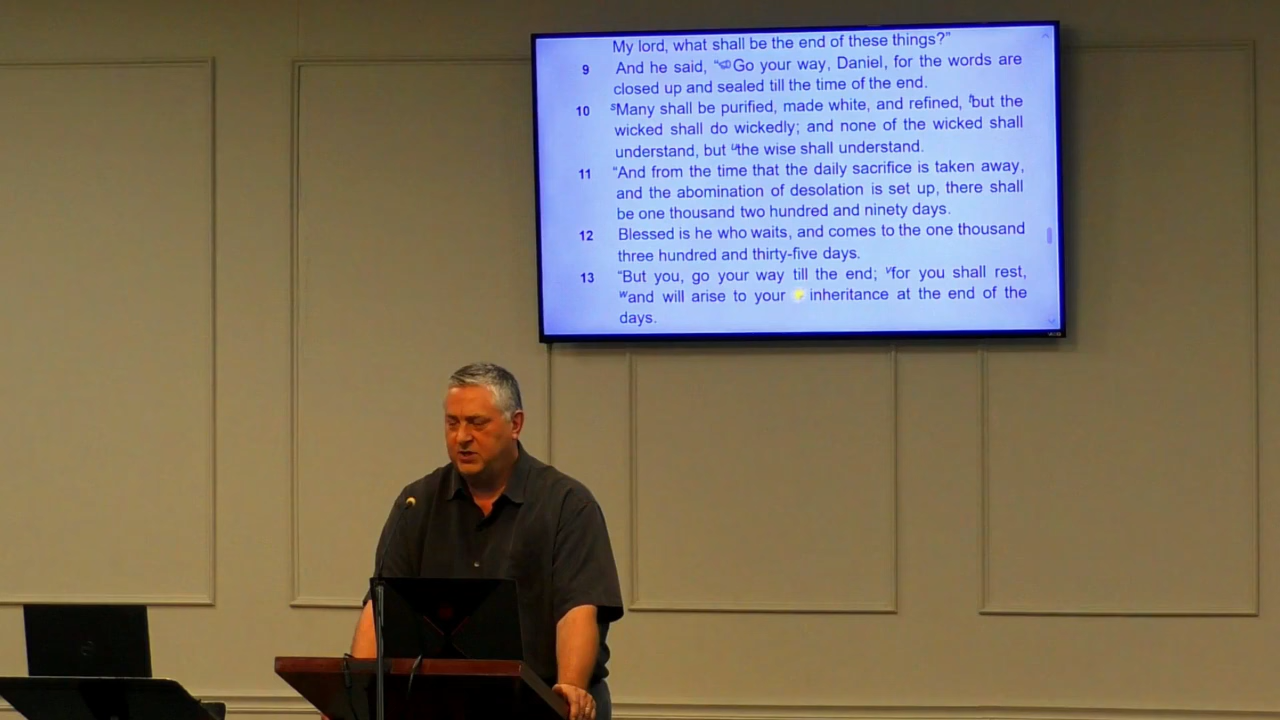 My lord, what shall be the end of these things?"
9 And he said, "Go your way, Daniel, for the words are
closed up and sealed till the time of the end.
10 sMany shall be purified, made white, and refined, tbut the
wicked shall do wickedly; and none of the wicked shall
understand, but uthe wise shall understand.
11 "And from the time that the daily sacrifice is taken away,
and the abomination of desolation is set up, there shall
be one thousand two hundred and ninety days.
12 Blessed is he who waits, and comes to the one thousand
three hundred and thirty-five days.
13 "But you, go your way till the end; vfor you shall rest,
wand will arise to your inheritance at the end of the
days.